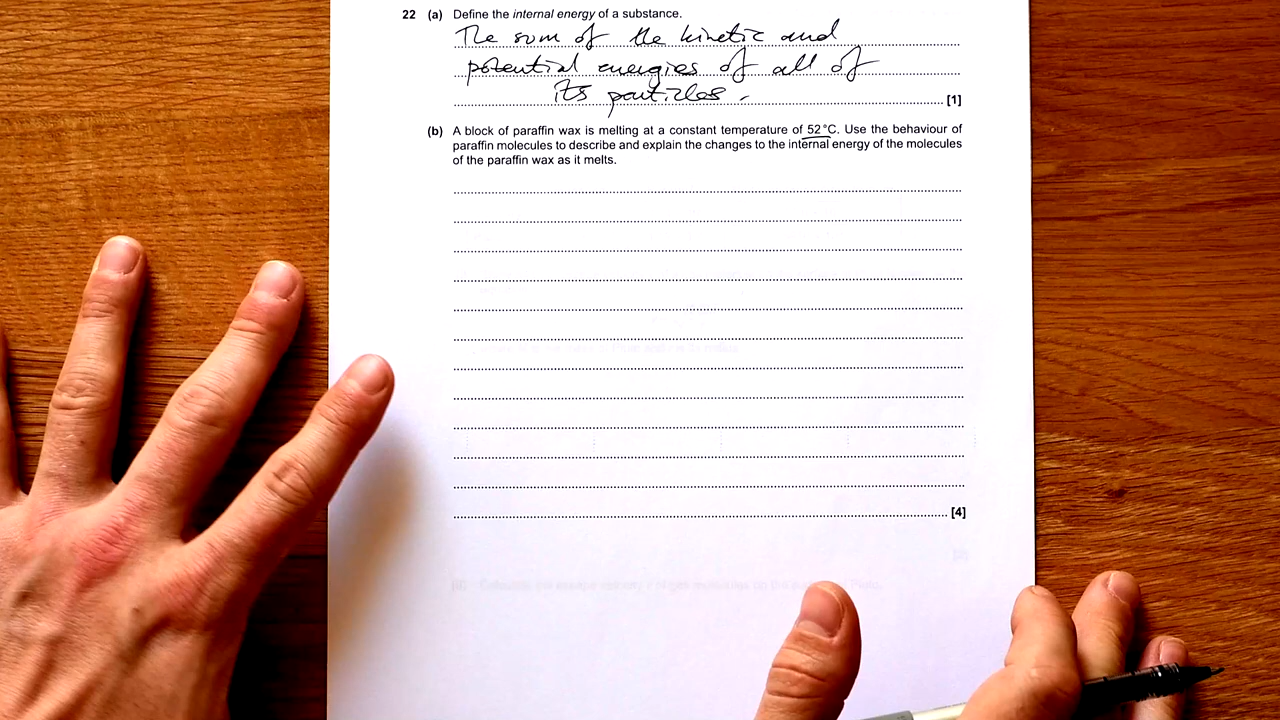 22 (a) Define the internal energy of a substance.
The sum of the kinetic and
potential energies of all of
its particles.
[1]
(b) A block of paraffin wax is melting at a constant temperature of 52 °C. Use the behaviour of
paraffin molecules to describe and explain the changes to the internal energy of the molecules
of the paraffin wax as it melts.
[4]